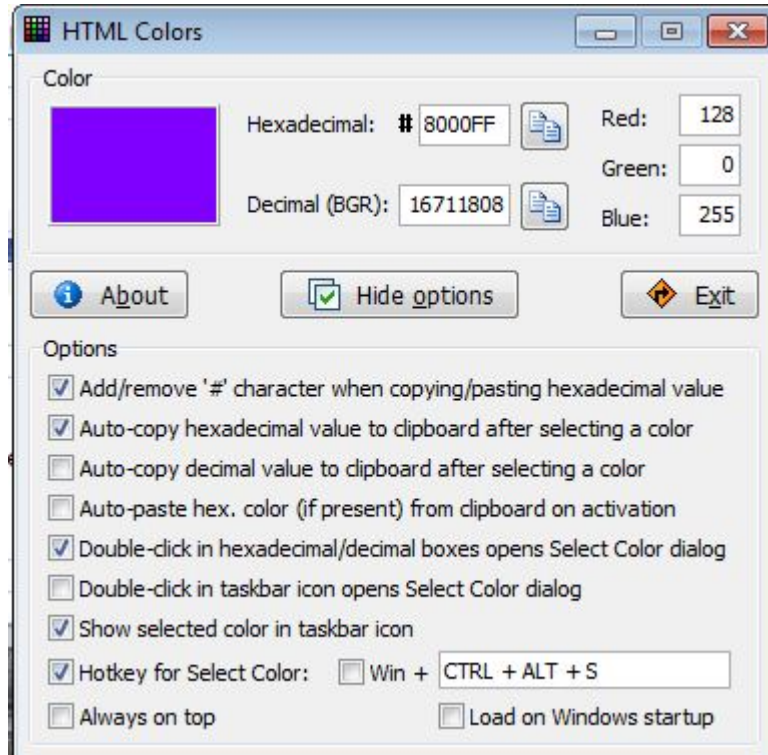 HTML Colors
Color
Hexadecimal: # 8000FF
Red: 128
Green: 0
Decimal (BGR): 16711808
Blue: 255
About
Hide options
Exit
Options
Add/remove '#' character when copying/pasting hexadecimal value
Auto-copy hexadecimal value to clipboard after selecting a color
Auto-copy decimal value to clipboard after selecting a color
Auto-paste hex. color (if present) from clipboard on activation
Double-click in hexadecimal/decimal boxes opens Select Color dialog
Double-click in taskbar icon opens Select Color dialog
Show selected color in taskbar icon
Hotkey for Select Color: Win + CTRL + ALT + S
Always on top
Load on Windows startup